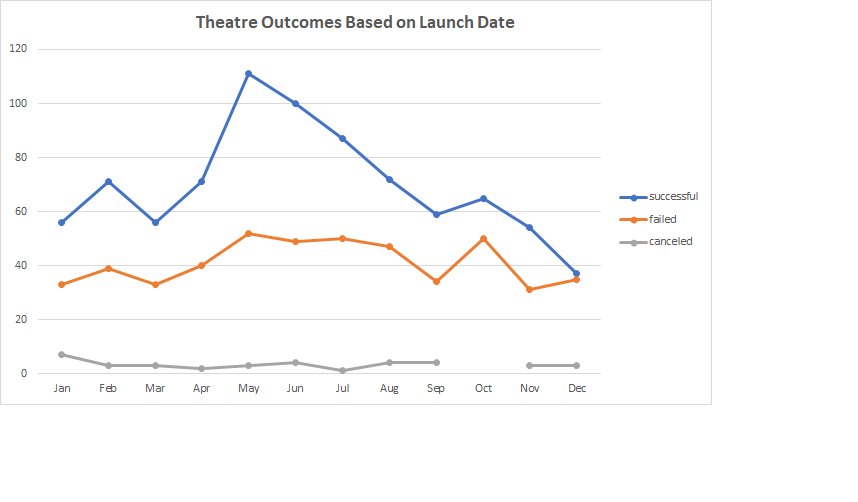 Theatre Outcomes Based on Launch Date
120
100
80
60
40
20
0
Jan Feb Mar Apr May Jun Jul Aug Sep Oct Nov Dec
successful
failed
canceled